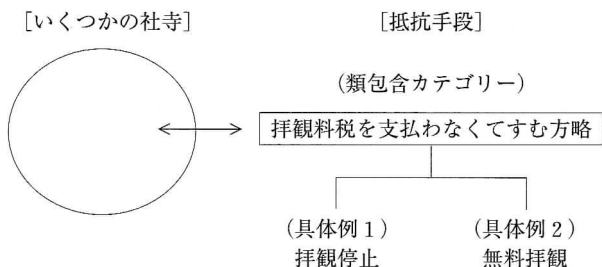 [いくつかの社寺]
[抵抗手段]
(類包含カテゴリー)
拝観料税を支払わなくてすむ方略
(具体例1)
拝観停止
(具体例2)
無料拝観